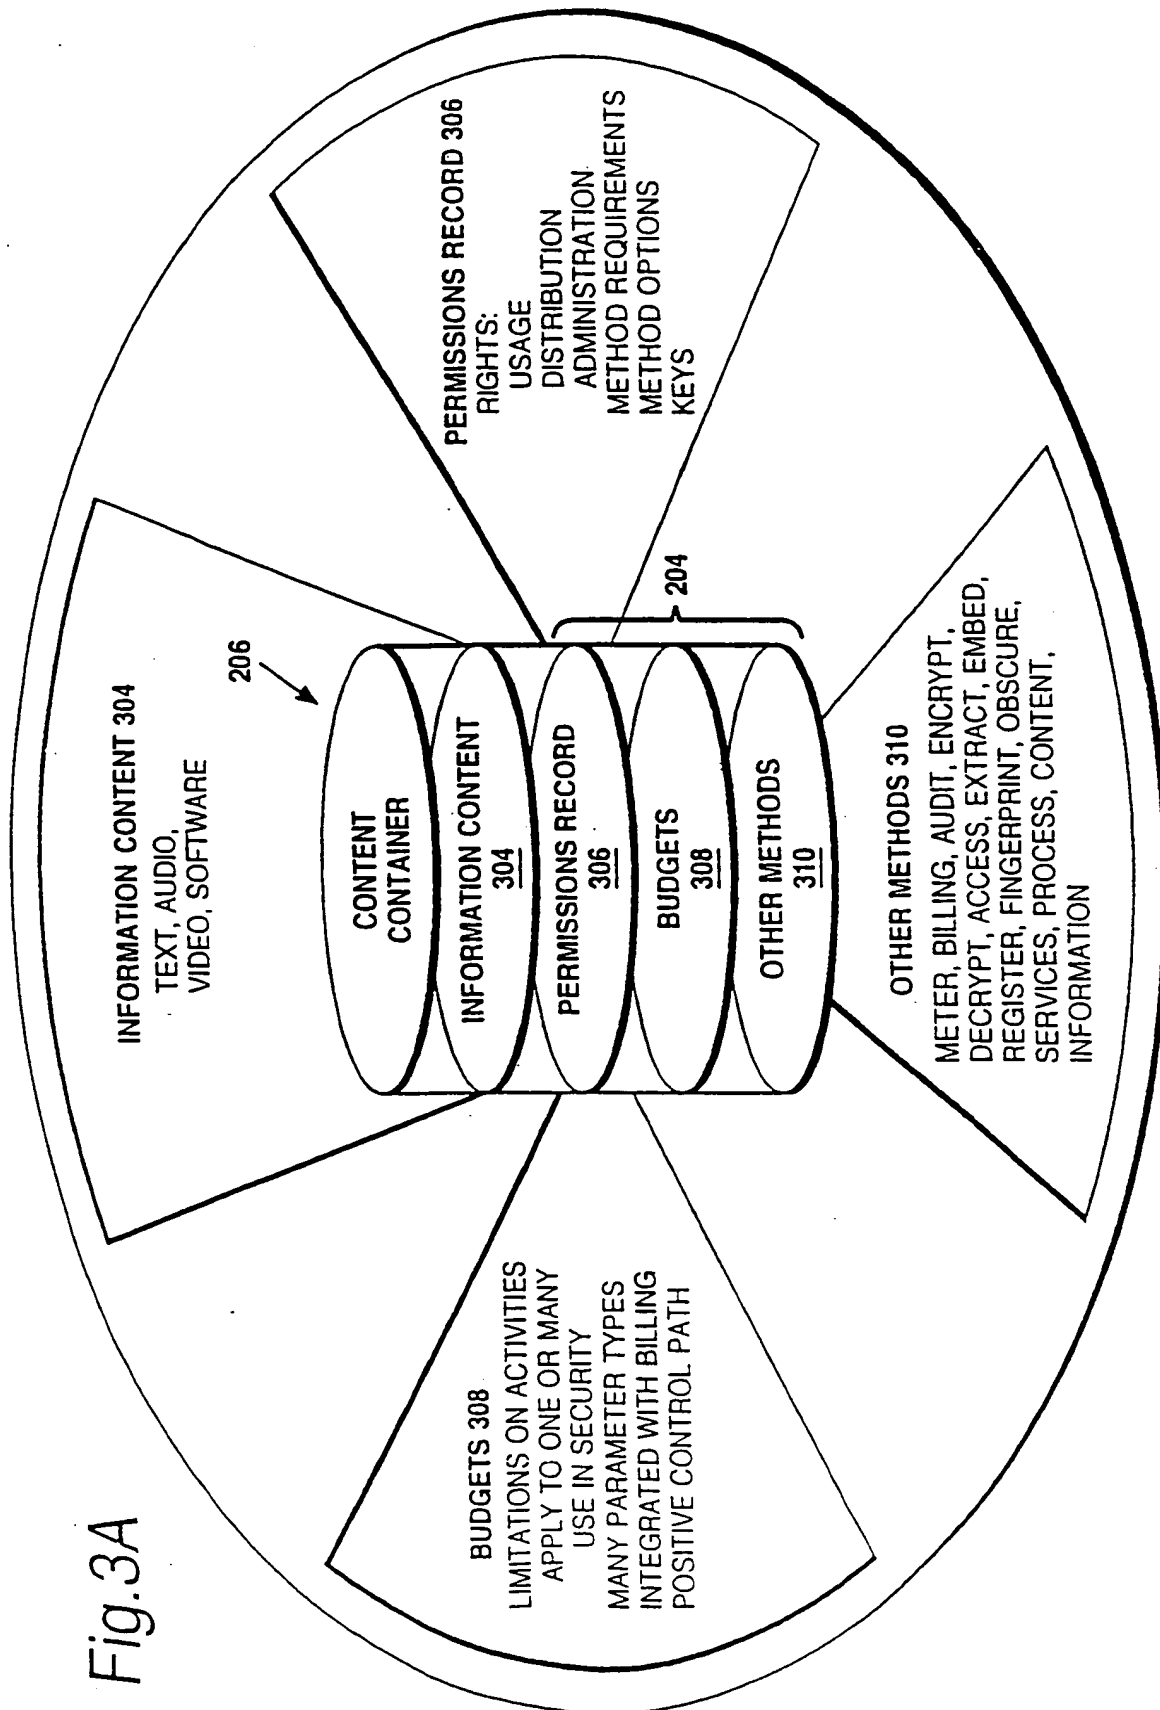 Fig.3A
INFORMATION CONTENT 304
TEXT, AUDIO,
VIDEO, SOFTWARE
206
BUDGETS 308
LIMITATIONS ON ACTIVITIES
APPLY TO ONE OR MANY
USE IN SECURITY
MANY PARAMETER TYPES
INTEGRATED WITH BILLING
POSITIVE CONTROL PATH
CONTENT
CONTAINER
INFORMATION CONTENT
304
PERMISSIONS RECORD
306
BUDGETS
308
OTHER METHODS
310
204
PERMISSIONS RECORD 306
RIGHTS:
USAGE
DISTRIBUTION
ADMINISTRATION
METHOD REQUIREMENTS
METHOD OPTIONS
KEYS
OTHER METHODS 310
METER, BILLING, AUDIT, ENCRYPT,
DECRYPT, ACCESS, EXTRACT, EMBED,
REGISTER, FINGERPRINT, OBSCURE,
SERVICES, PROCESS, CONTENT,
INFORMATION